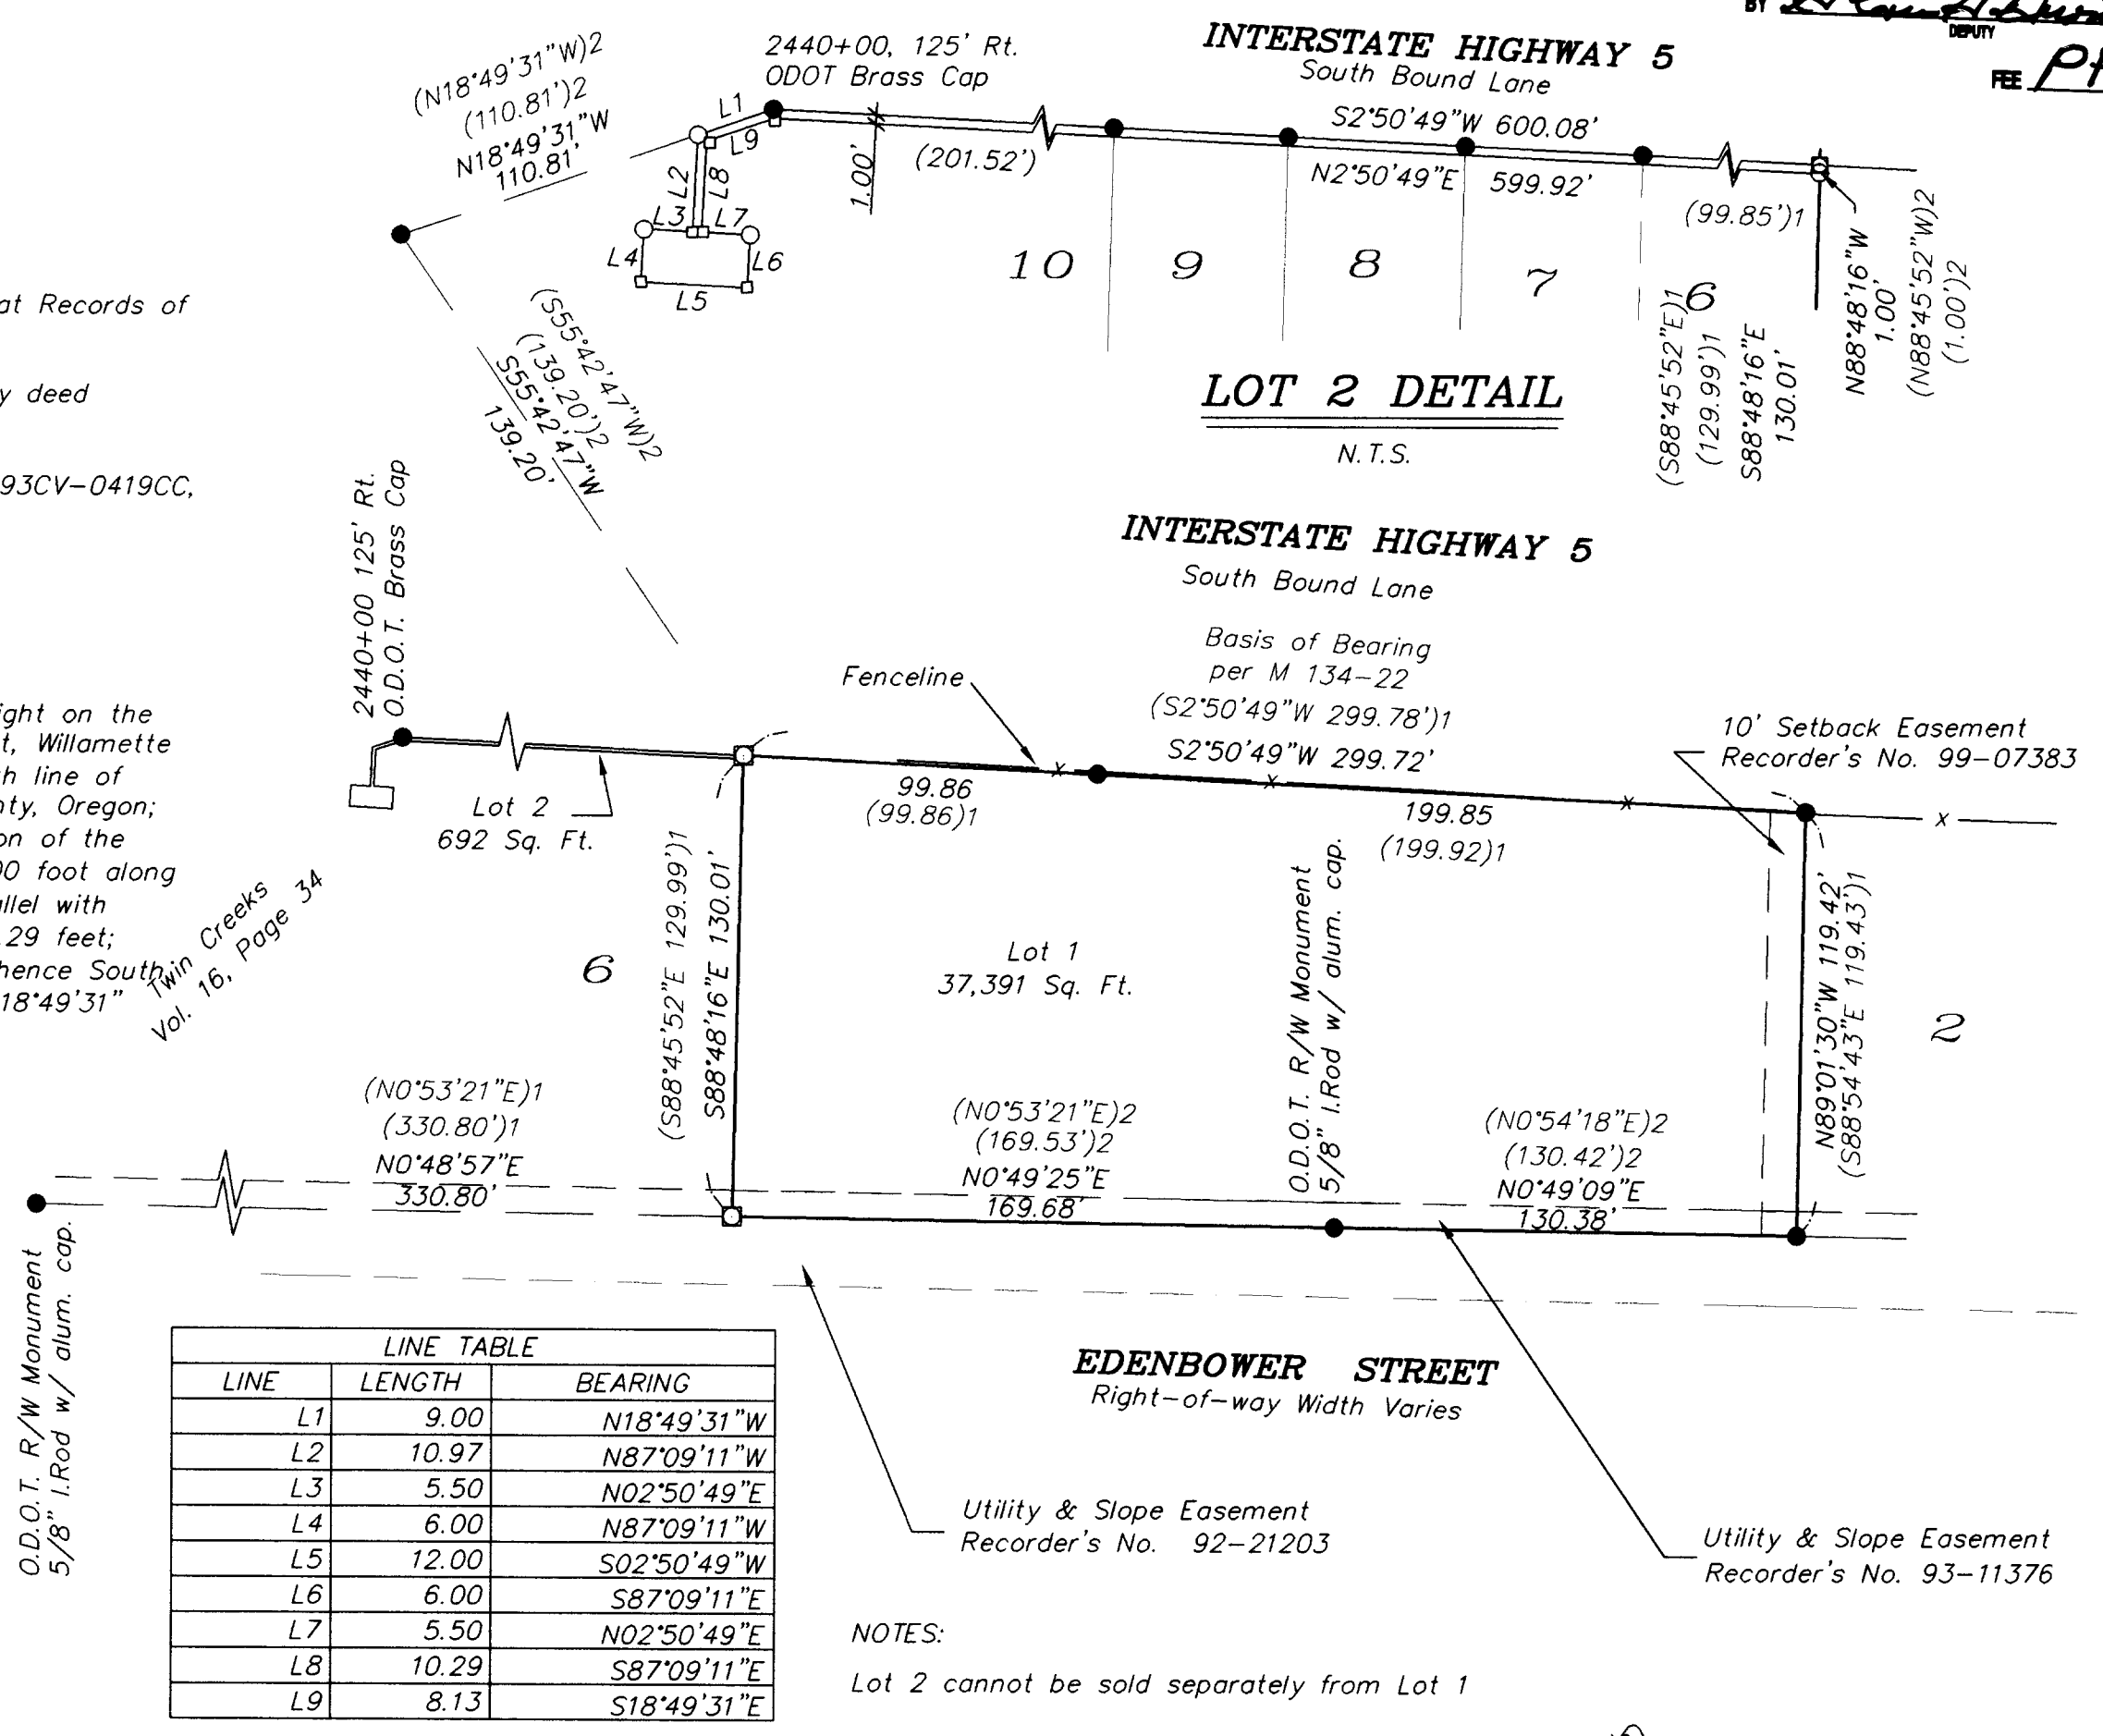 BY
DEPUTY
FEE
INTERSTATE HIGHWAY 5
South Bound Lane
S2°50'49"W 600.08'
2440+00, 125' Rt.
ODOT Brass Cap
(N18°49'31"W)2
(110.81')2
N18°49'31"W
110.81'
L1
L9
L2
L8
L3
L7
L4
L6
L5
1.00'
(201.52')
N2°50'49"E 599.92'
(99.85')1
10
9
8
7
6
N88°48'16"W
1.00'
(N88°45'52"W)2
(1.00')2
(S88°45'52"E)1
(129.99')1
S88°48'16"E
130.01'
(S55°42'47"W)2
(139.20')2
S55°42'47"W
139.20'
LOT 2 DETAIL
N.T.S.
at Records of
y deed
93CV-0419CC,
ight on the
t, Willamette
th line of
nty, Oregon;
on of the
00 foot along
allel with
.29 feet;
hence South
18°49'31"
Twin Creeks
Vol. 16, Page 34
2440+00 125' Rt.
O.D.O.T. Brass Cap
INTERSTATE HIGHWAY 5
South Bound Lane
Basis of Bearing
per M 134-22
(S2°50'49"W 299.78')1
S2°50'49"W 299.72'
Fenceline
x
x
x
x
10' Setback Easement
Recorder's No. 99-07383
99.86
(99.86)1
199.85
(199.92)1
Lot 2
692 Sq. Ft.
(S88°45'52"E 129.99')1
S88°48'16"E 130.01'
6
Lot 1
37,391 Sq. Ft.
O.D.O.T. R/W Monument
5/8" I.Rod w/ alum. cap.
N89°01'30"W 119.42'
(S88°54'43"E 119.43')1
2
(N0°53'21"E)1
(330.80')1
N0°48'57"E
330.80'
(N0°53'21"E)2
(169.53')2
N0°49'25"E
169.68'
(N0°54'18"E)2
(130.42')2
N0°49'09"E
130.38'
O.D.O.T. R/W Monument
5/8" I.Rod w/ alum. cap.
EDENBOWER STREET
Right-of-way Width Varies
LINE TABLE
LINE LENGTH BEARING
L1 9.00 N18°49'31"W
L2 10.97 N87°09'11"W
L3 5.50 N02°50'49"E
L4 6.00 N87°09'11"W
L5 12.00 S02°50'49"W
L6 6.00 S87°09'11"E
L7 5.50 N02°50'49"E
L8 10.29 S87°09'11"E
L9 8.13 S18°49'31"E
Utility & Slope Easement
Recorder's No. 92-21203
Utility & Slope Easement
Recorder's No. 93-11376
NOTES:
Lot 2 cannot be sold separately from Lot 1